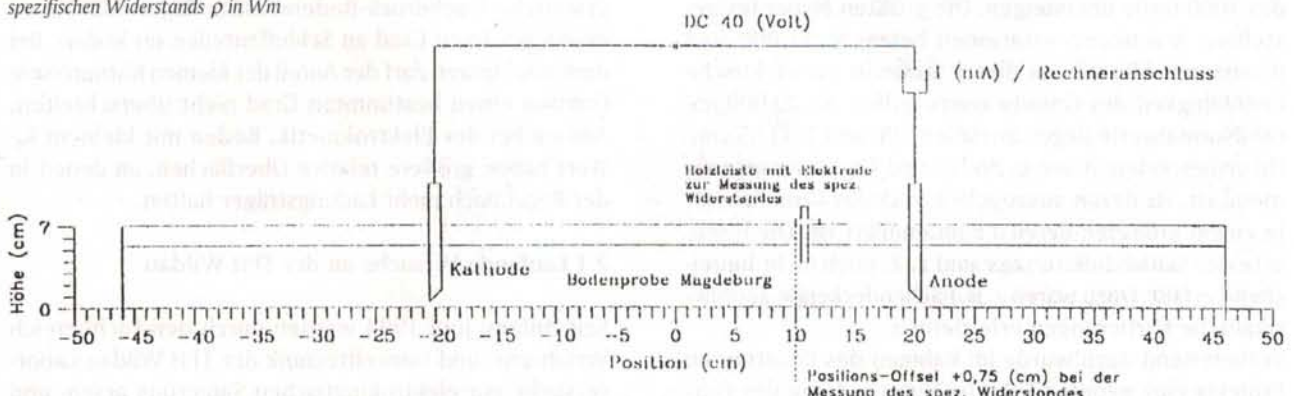 spezifischen Widerstands ρ in Wm
DC 40 (Volt)
I (mA) / Rechneranschluss
Holzleiste mit Elektrode
zur Messung des spez.
Widerstandes
Höhe (cm)
7
0
Kathode
Bodenprobe Magdeburg
Anode
-50 -45 -40 -35 -30 -25 -20 -15 -10 -5 0 5 10 15 20 25 30 35 40 45 50
Position (cm)
Positions-Offset +0,75 (cm) bei der
Messung des spez. Widerstandes